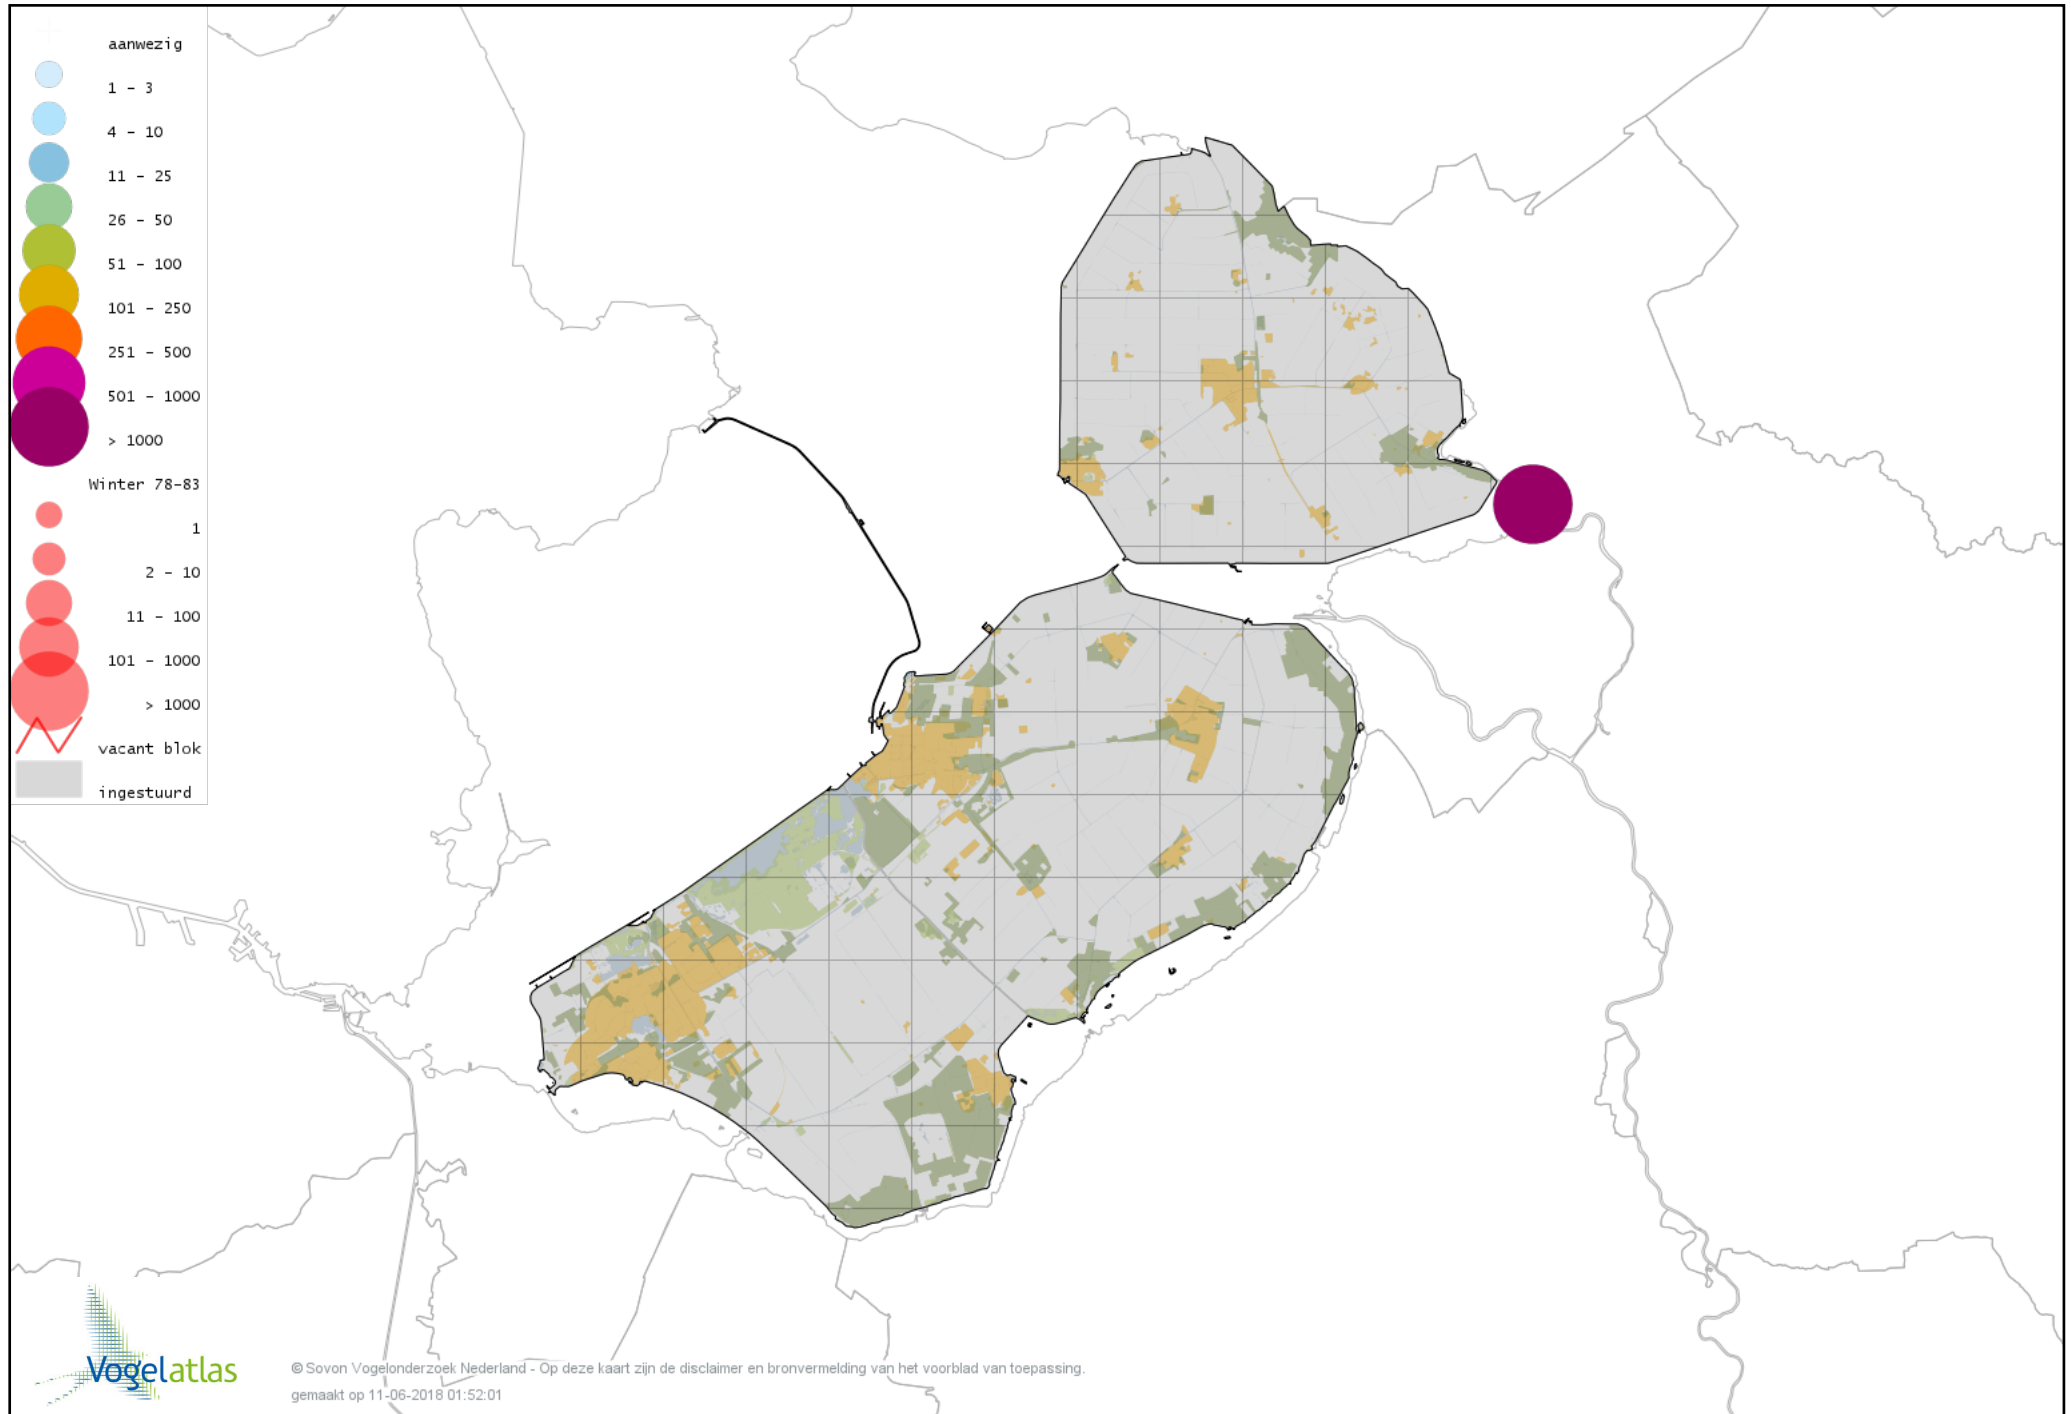 aanwezig
1 - 3
4 - 10
11 - 25
26 - 50
51 - 100
101 - 250
251 - 500
501 - 1000
> 1000
Winter 78-83
1
2 - 10
11 - 100
101 - 1000
> 1000
vacant blok
ingestuurd
Vogelatlas
© Sovon Vogelonderzoek Nederland - Op deze kaart zijn de disclaimer en bronvermelding van het voorblad van toepassing.
gemaakt op 11-06-2018 01:52:01